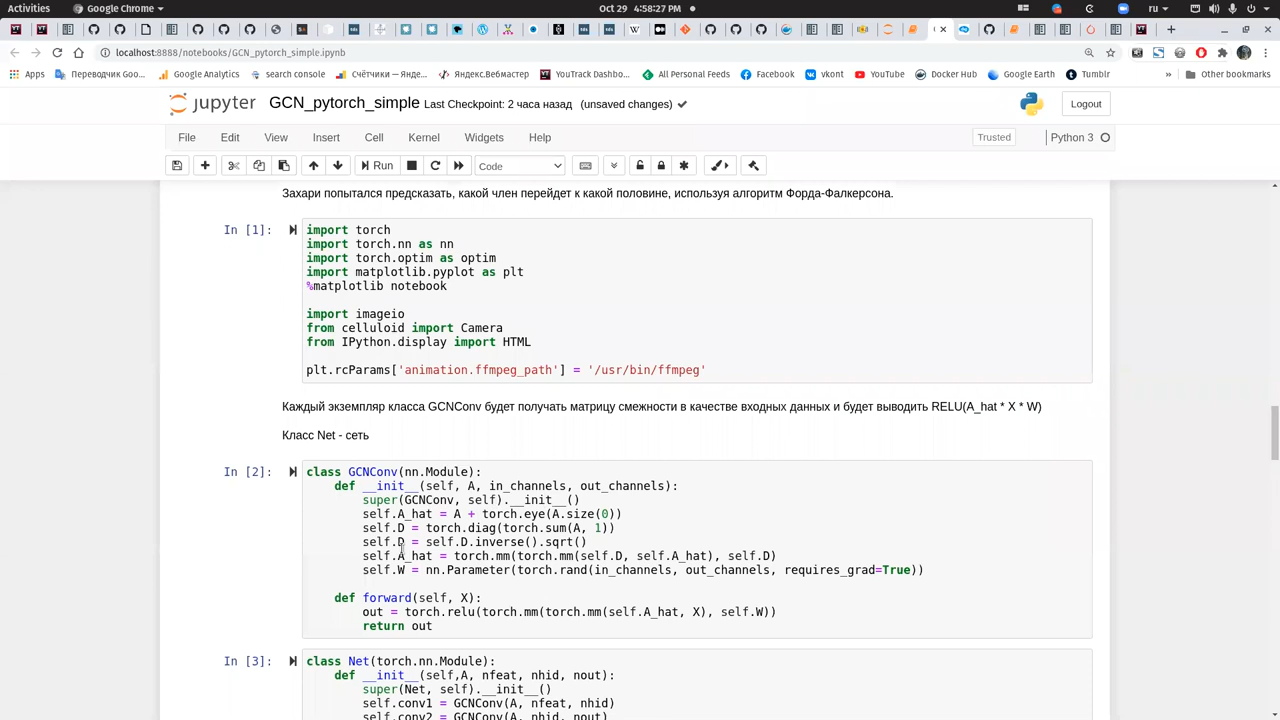 Activities Google Chrome Oct 29 4:58:27 PM ru
localhost:8888/notebooks/GCN_pytorch_simple.ipynb
Apps Переводчик Goo... Google Analytics search console Счётчики — Янде... Яндекс.Вебмастер YouTrack Dashbo... All Personal Feeds Facebook vkont YouTube Docker Hub Google Earth Tumblr » Other bookmarks
jupyter GCN_pytorch_simple Last Checkpoint: 2 часа назад (unsaved changes) Logout
File Edit View Insert Cell Kernel Widgets Help Trusted Python 3
Run Code
Захари попытался предсказать, какой член перейдет к какой половине, используя алгоритм Форда-Фалкерсона.
In [1]: import torch
import torch.nn as nn
import torch.optim as optim
import matplotlib.pyplot as plt
%matplotlib notebook
import imageio
from celluloid import Camera
from IPython.display import HTML
plt.rcParams['animation.ffmpeg_path'] = '/usr/bin/ffmpeg'
Каждый экземпляр класса GCNConv будет получать матрицу смежности в качестве входных данных и будет выводить RELU(A_hat * X * W)
Класс Net - сеть
In [2]: class GCNConv(nn.Module):
def __init__(self, A, in_channels, out_channels):
super(GCNConv, self).__init__()
self.A_hat = A + torch.eye(A.size(0))
self.D = torch.diag(torch.sum(A, 1))
self.D = self.D.inverse().sqrt()
self.A_hat = torch.mm(torch.mm(self.D, self.A_hat), self.D)
self.W = nn.Parameter(torch.rand(in_channels, out_channels, requires_grad=True))
def forward(self, X):
out = torch.relu(torch.mm(torch.mm(self.A_hat, X), self.W))
return out
In [3]: class Net(torch.nn.Module):
def __init__(self,A, nfeat, nhid, nout):
super(Net, self).__init__()
self.conv1 = GCNConv(A, nfeat, nhid)
self.conv2 = GCNConv(A, nhid, nout)